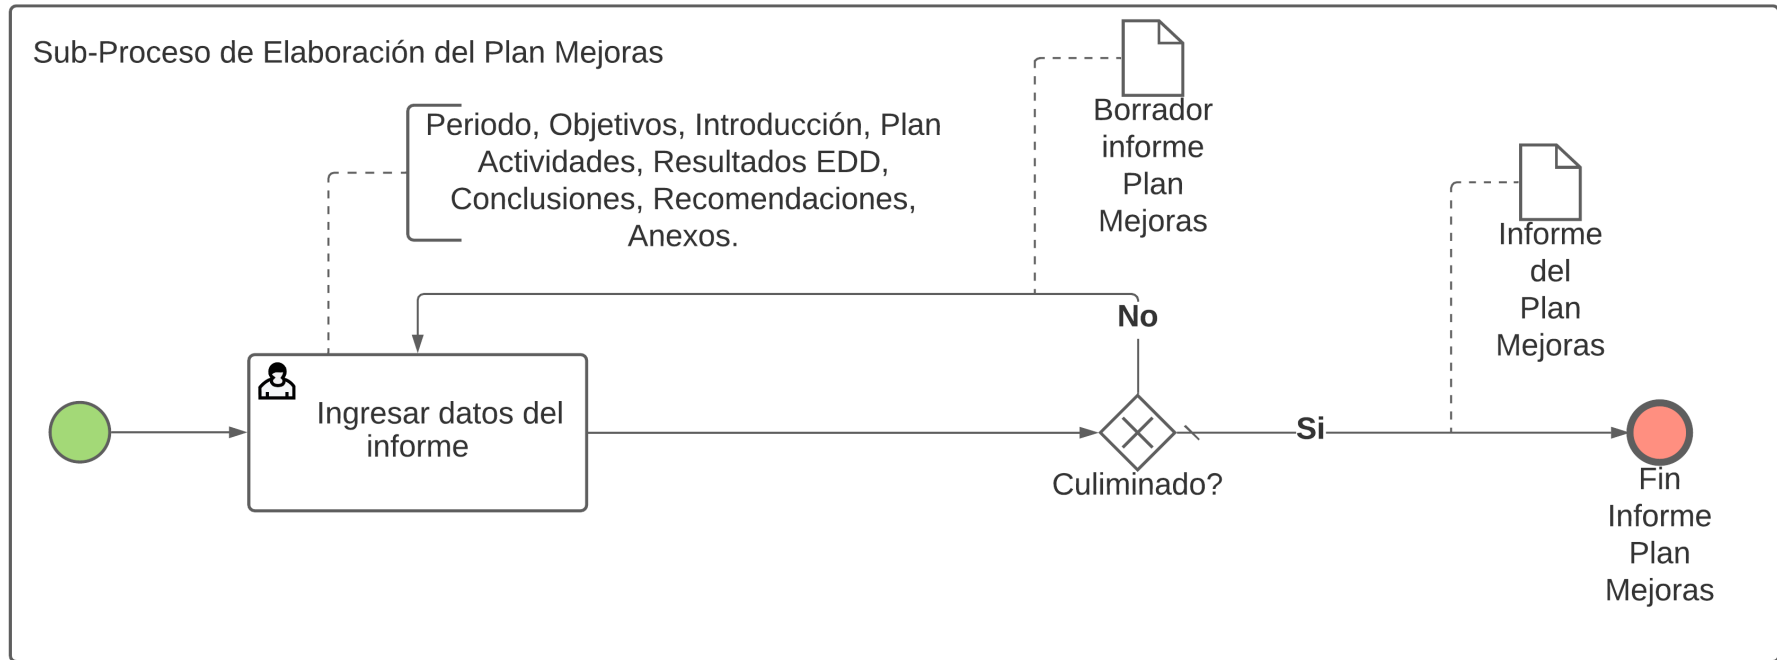 Sub-Proceso de Elaboración del Plan Mejoras
Periodo, Objetivos, Introducción, Plan
Actividades, Resultados EDD,
Conclusiones, Recomendaciones,
Anexos.
Borrador
informe
Plan
Mejoras
Informe
del
Plan
Mejoras
No
Ingresar datos del
informe
Si
Culiminado?
Fin
Informe
Plan
Mejoras